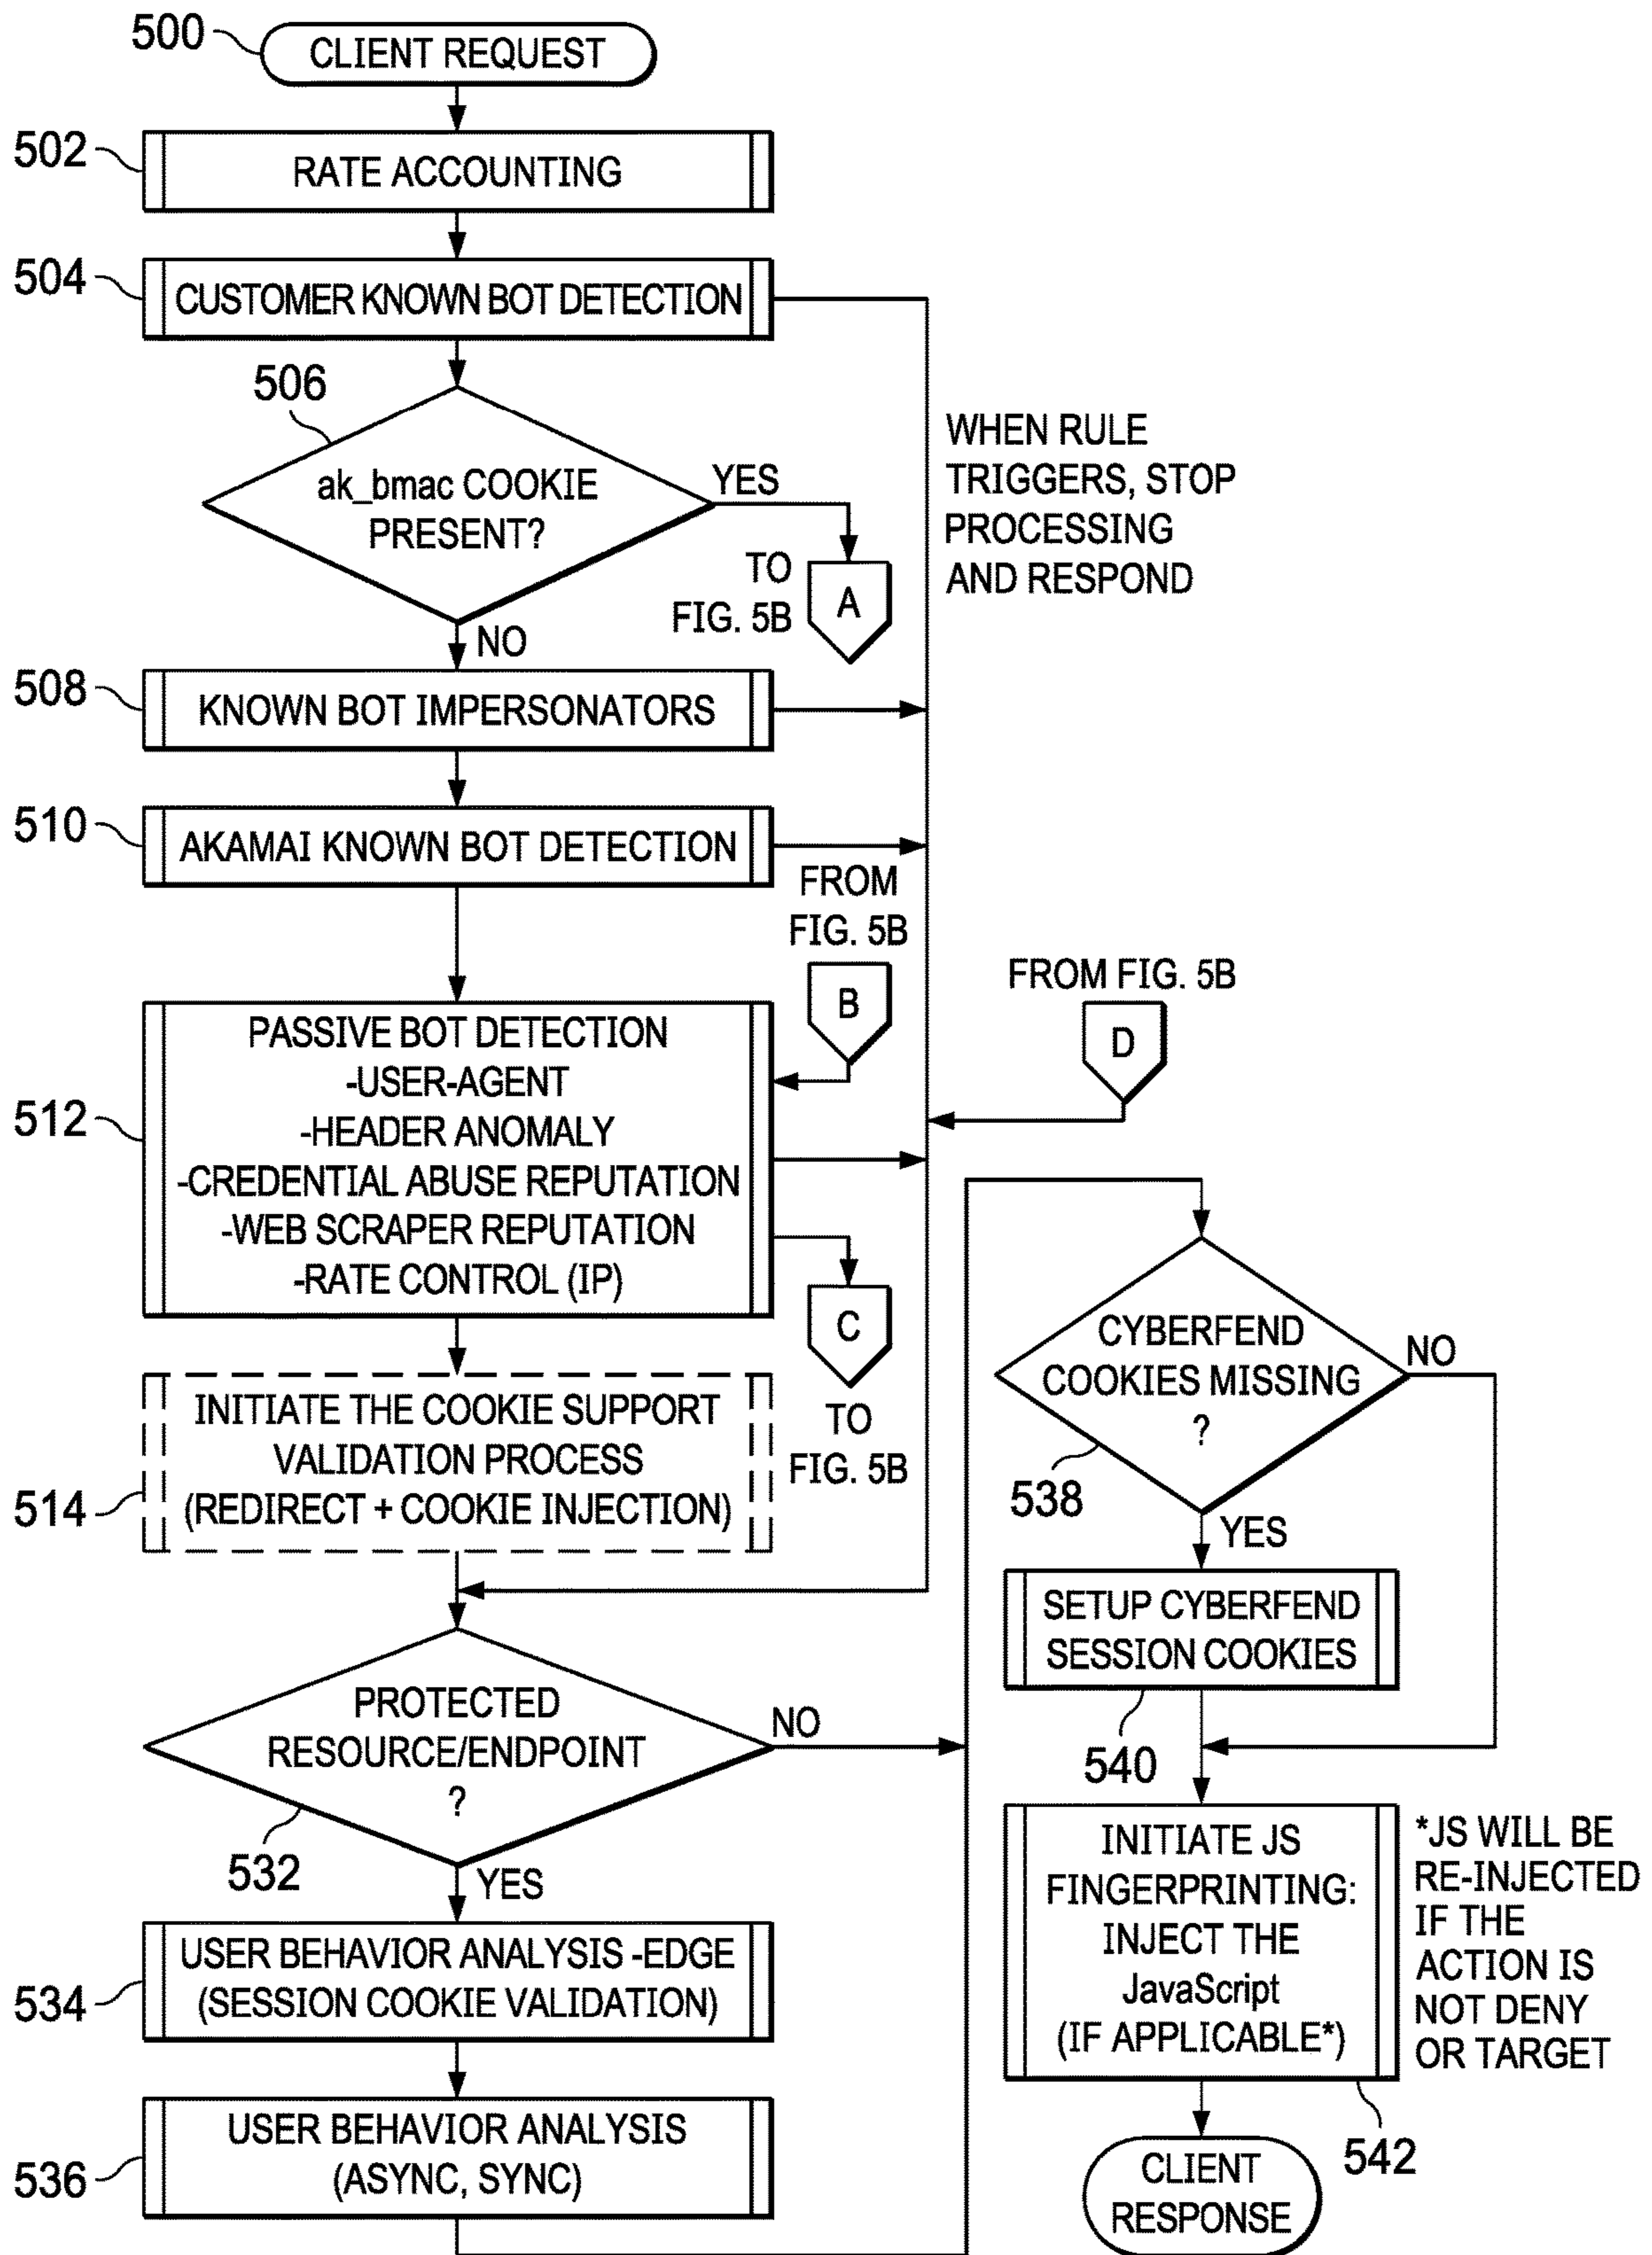 500
CLIENT REQUEST
502
RATE ACCOUNTING
504
CUSTOMER KNOWN BOT DETECTION
506
ak_bmac COOKIE
PRESENT?
YES
TO
FIG. 5B
A
WHEN RULE
TRIGGERS, STOP
PROCESSING
AND RESPOND
NO
508
KNOWN BOT IMPERSONATORS
510
AKAMAI KNOWN BOT DETECTION
FROM
FIG. 5B
B
FROM FIG. 5B
D
512
PASSIVE BOT DETECTION
-USER-AGENT
-HEADER ANOMALY
-CREDENTIAL ABUSE REPUTATION
-WEB SCRAPER REPUTATION
-RATE CONTROL (IP)
C
TO
FIG. 5B
514
INITIATE THE COOKIE SUPPORT
VALIDATION PROCESS
(REDIRECT + COOKIE INJECTION)
PROTECTED
RESOURCE/ENDPOINT
?
NO
532
YES
534
USER BEHAVIOR ANALYSIS -EDGE
(SESSION COOKIE VALIDATION)
536
USER BEHAVIOR ANALYSIS
(ASYNC, SYNC)
CYBERFEND
COOKIES MISSING
?
NO
538
YES
SETUP CYBERFEND
SESSION COOKIES
540
INITIATE JS
FINGERPRINTING:
INJECT THE
JavaScript
(IF APPLICABLE*)
*JS WILL BE
RE-INJECTED
IF THE
ACTION IS
NOT DENY
OR TARGET
542
CLIENT
RESPONSE